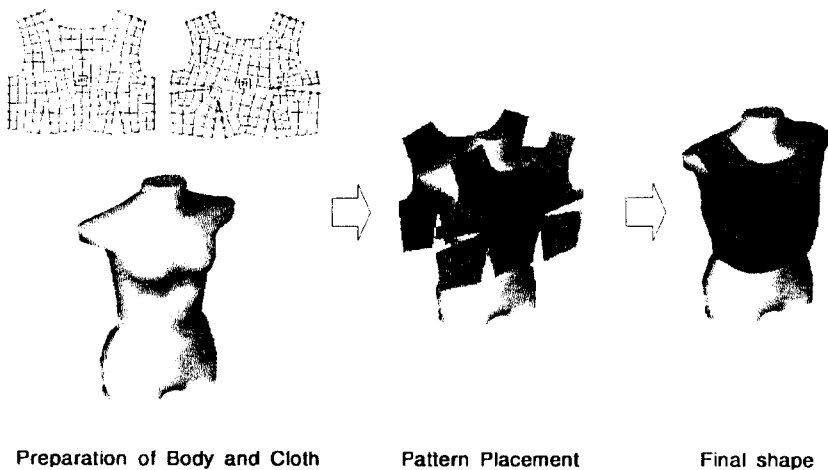 Preparation of Body and Cloth
Pattern Placement
Final shape